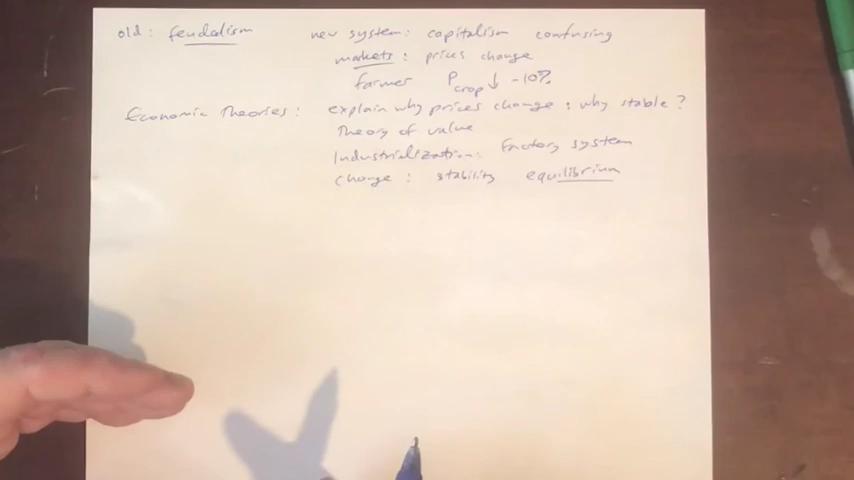 old: feudalism new system: capitalism confusing
markets: prices change
farmer P crop ↓ -10%
Economic Theories: explain why prices change: why stable?
Theory of value
Industrialization: Factory system
change: stability equilibrium